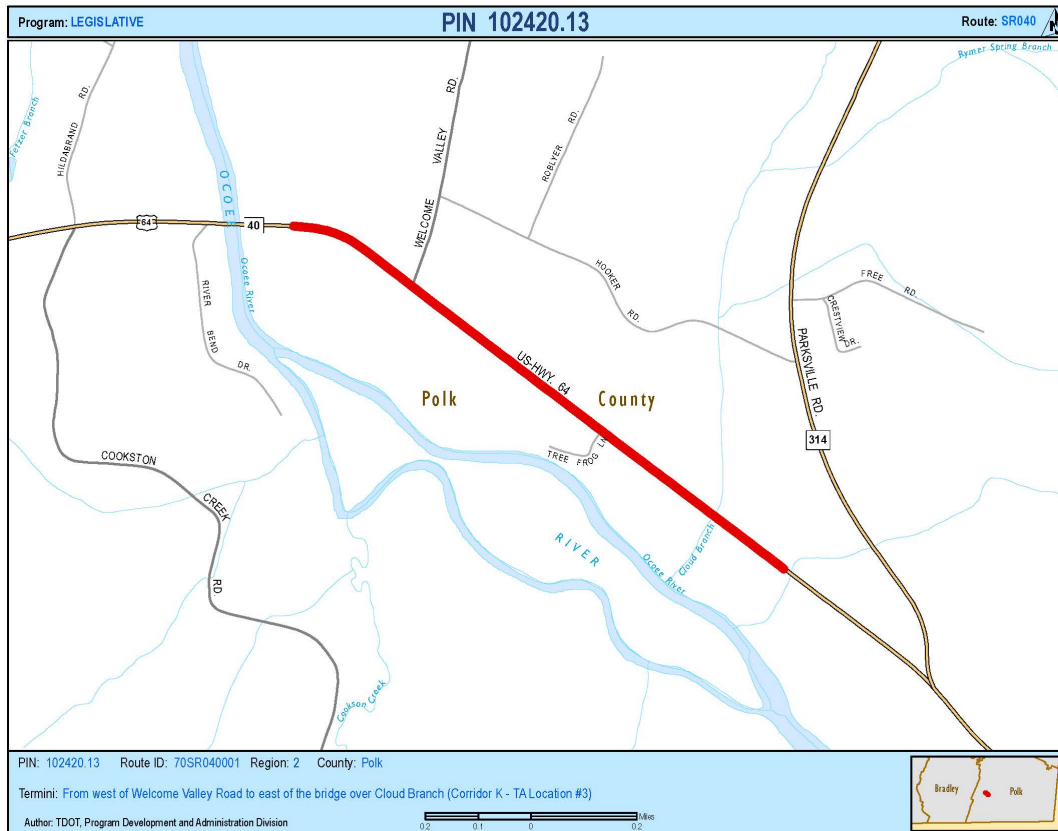 Program: LEGISLATIVE
PIN 102420.13
Route: SR040
N
Rymer Spring Branch
Fetzer Branch
HILDABRAND RD.
OCOEE
WELCOME VALLEY RD.
ROBLYER RD.
64
40
Ocoee River
RIVER BEND DR.
HOOKER RD.
FREE RD.
CRESTVIEW DR.
PARKSVILLE RD.
US-HWY. 64
Polk County
314
TREE FROG LN.
COOKSTON CREEK RD.
RIVER
Ocoee River
Cloud Branch
Cookson Creek
PIN: 102420.13 Route ID: 70SR040001 Region: 2 County: Polk
Termini: From west of Welcome Valley Road to east of the bridge over Cloud Branch (Corridor K - TA Location #3)
Author: TDOT, Program Development and Administration Division
0.2 0.1 0 0.2 Miles
Bradley Polk